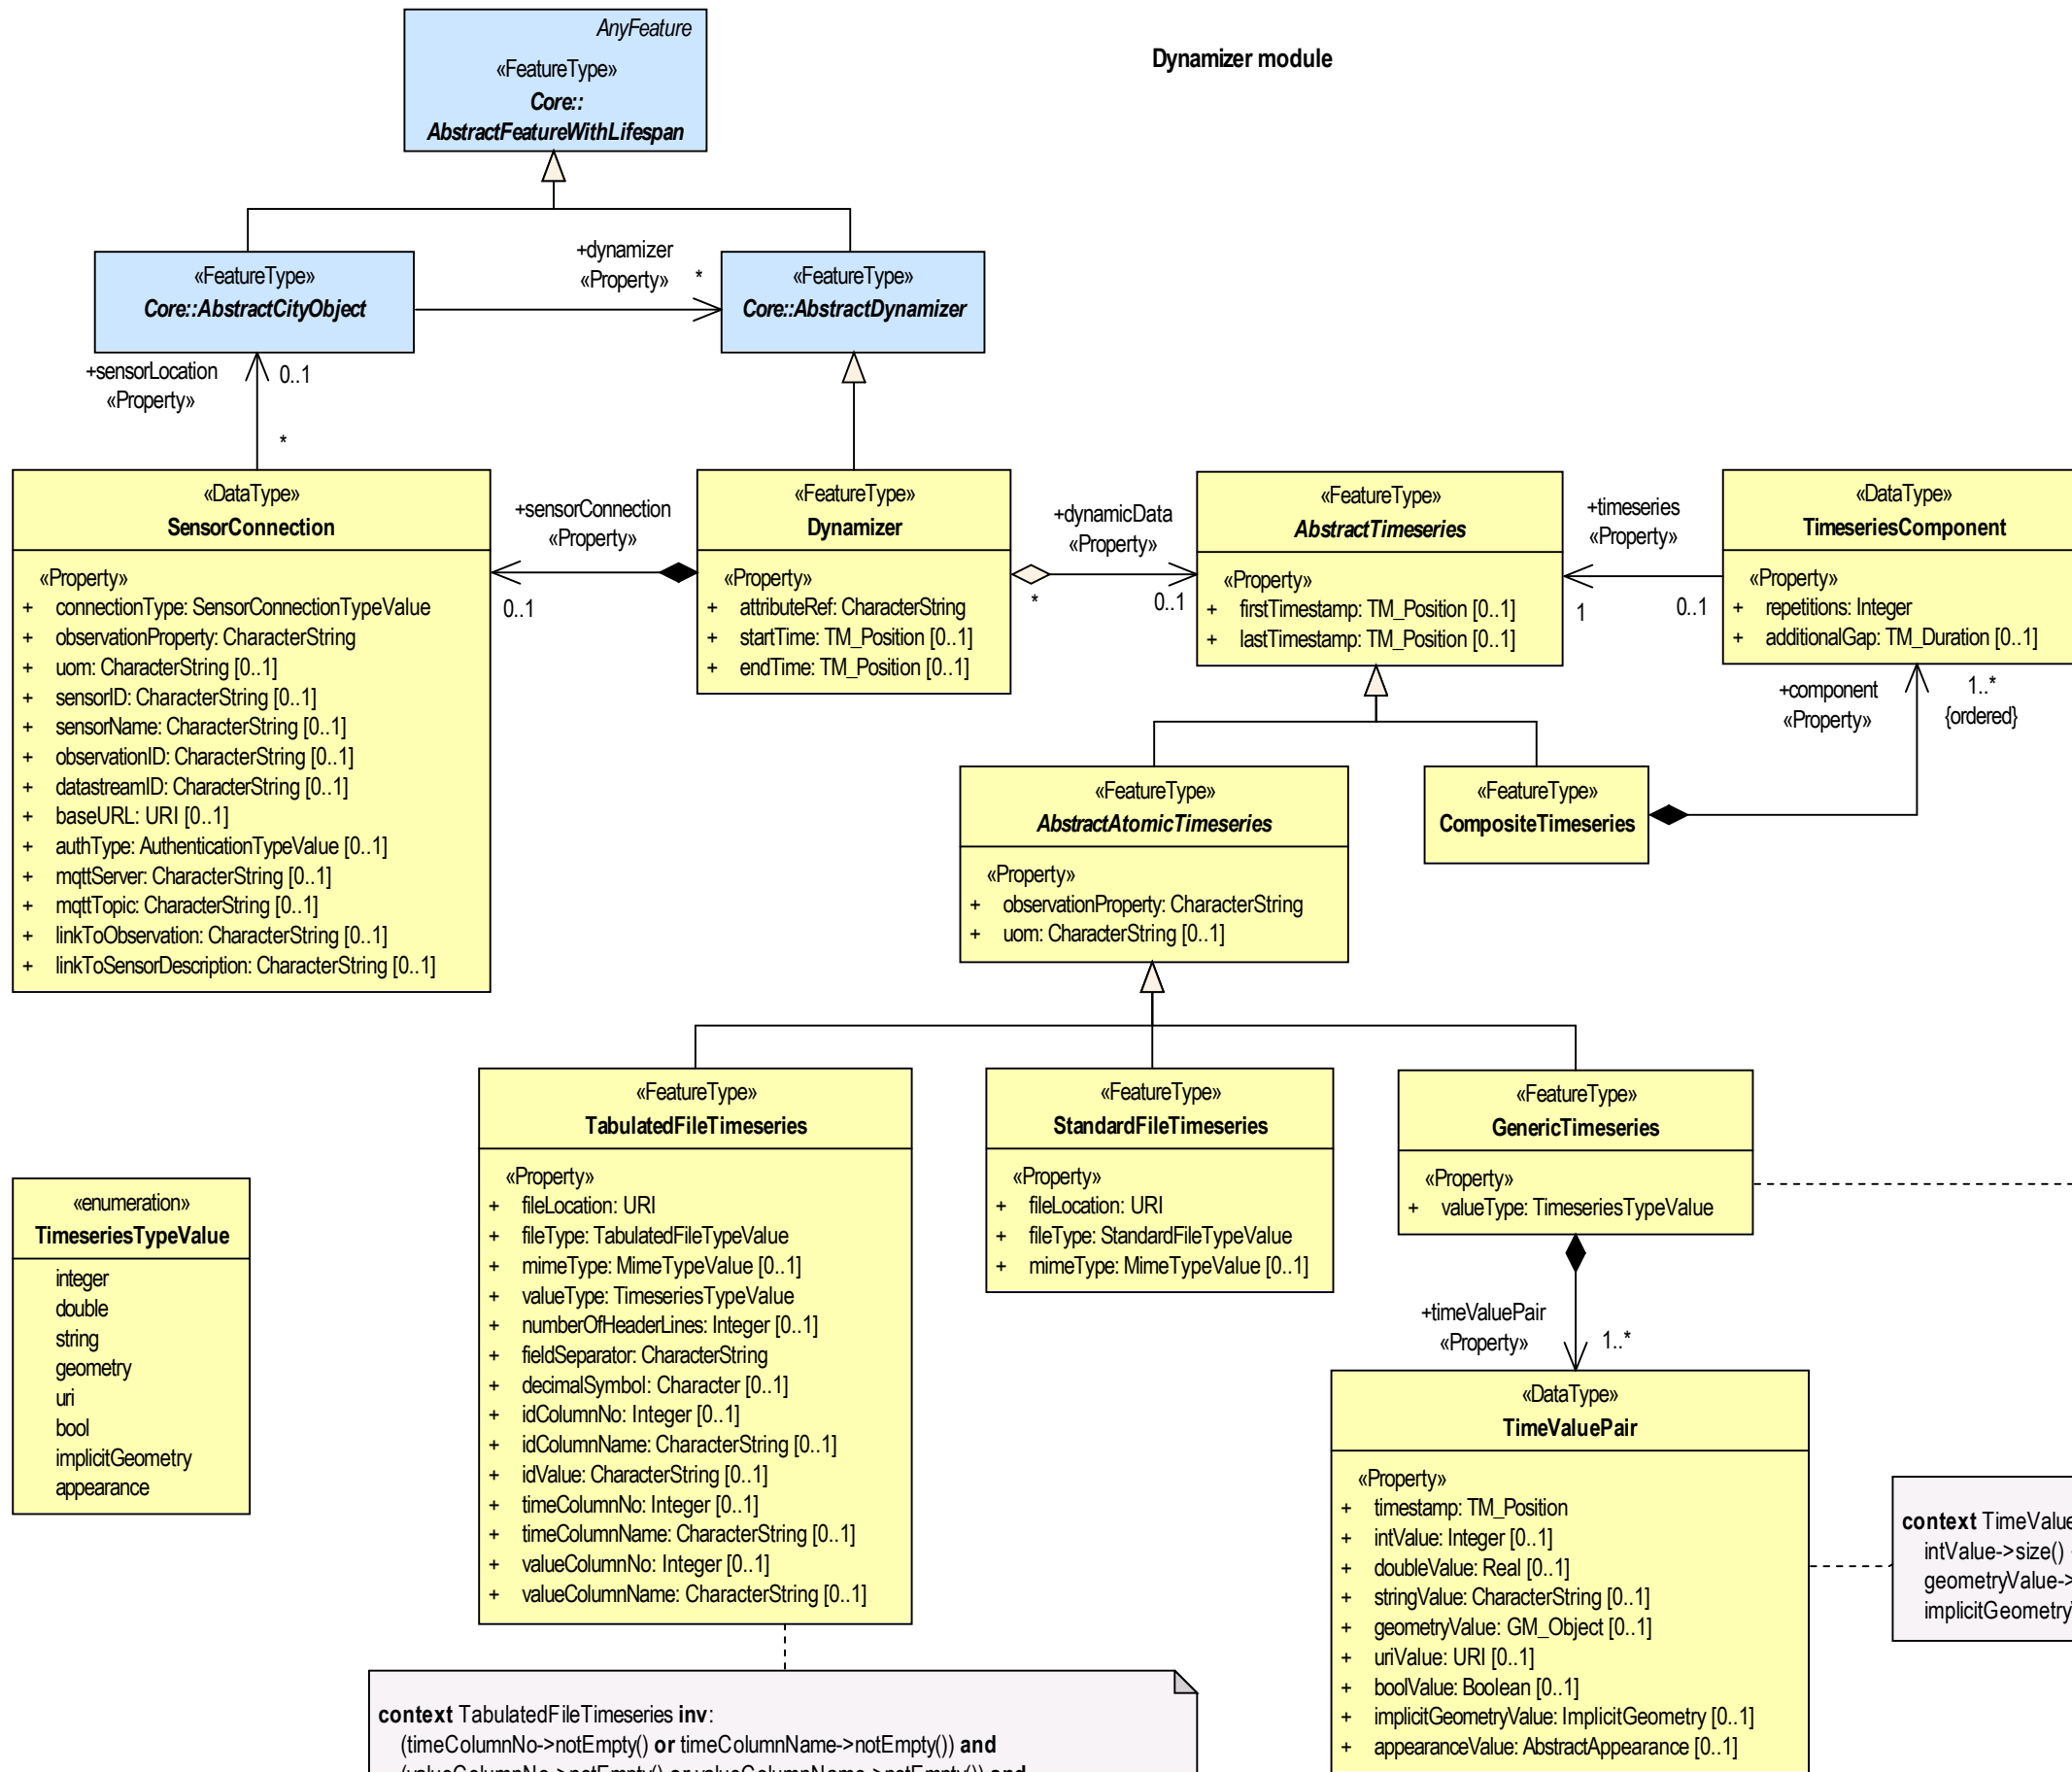 AnyFeature
«FeatureType»
Core::
AbstractFeatureWithLifespan
Dynamizer module
«FeatureType»
Core::AbstractCityObject
+dynamizer
«Property» *
«FeatureType»
Core::AbstractDynamizer
+sensorLocation
«Property»
0..1
*
«DataType»
SensorConnection
«Property»
+ connectionType: SensorConnectionTypeValue
+ observationProperty: CharacterString
+ uom: CharacterString [0..1]
+ sensorID: CharacterString [0..1]
+ sensorName: CharacterString [0..1]
+ observationID: CharacterString [0..1]
+ datastreamID: CharacterString [0..1]
+ baseURL: URI [0..1]
+ authType: AuthenticationTypeValue [0..1]
+ mqttServer: CharacterString [0..1]
+ mqttTopic: CharacterString [0..1]
+ linkToObservation: CharacterString [0..1]
+ linkToSensorDescription: CharacterString [0..1]
+sensorConnection
«Property»
0..1
«FeatureType»
Dynamizer
«Property»
+ attributeRef: CharacterString
+ startTime: TM_Position [0..1]
+ endTime: TM_Position [0..1]
+dynamicData
«Property»
*
0..1
«FeatureType»
AbstractTimeseries
«Property»
+ firstTimestamp: TM_Position [0..1]
+ lastTimestamp: TM_Position [0..1]
+timeseries
«Property»
1
0..1
«DataType»
TimeseriesComponent
«Property»
+ repetitions: Integer
+ additionalGap: TM_Duration [0..1]
+component
«Property»
1..*
{ordered}
«FeatureType»
AbstractAtomicTimeseries
«Property»
+ observationProperty: CharacterString
+ uom: CharacterString [0..1]
«FeatureType»
CompositeTimeseries
«FeatureType»
TabulatedFileTimeseries
«Property»
+ fileLocation: URI
+ fileType: TabulatedFileTypeValue
+ mimeType: MimeTypeValue [0..1]
+ valueType: TimeseriesTypeValue
+ numberOfHeaderLines: Integer [0..1]
+ fieldSeparator: CharacterString
+ decimalSymbol: Character [0..1]
+ idColumnNo: Integer [0..1]
+ idColumnName: CharacterString [0..1]
+ idValue: CharacterString [0..1]
+ timeColumnNo: Integer [0..1]
+ timeColumnName: CharacterString [0..1]
+ valueColumnNo: Integer [0..1]
+ valueColumnName: CharacterString [0..1]
«FeatureType»
StandardFileTimeseries
«Property»
+ fileLocation: URI
+ fileType: StandardFileTypeValue
+ mimeType: MimeTypeValue [0..1]
«FeatureType»
GenericTimeseries
«Property»
+ valueType: TimeseriesTypeValue
«enumeration»
TimeseriesTypeValue
integer
double
string
geometry
uri
bool
implicitGeometry
appearance
+timeValuePair
«Property»
1..*
«DataType»
TimeValuePair
«Property»
+ timestamp: TM_Position
+ intValue: Integer [0..1]
+ doubleValue: Real [0..1]
+ stringValue: CharacterString [0..1]
+ geometryValue: GM_Object [0..1]
+ uriValue: URI [0..1]
+ boolValue: Boolean [0..1]
+ implicitGeometryValue: ImplicitGeometry [0..1]
+ appearanceValue: AbstractAppearance [0..1]
context TimeValue
intValue->size()
geometryValue->
implicitGeometry
context TabulatedFileTimeseries inv:
(timeColumnNo->notEmpty() or timeColumnName->notEmpty()) and
(valueColumnNo->notEmpty() or valueColumnName->notEmpty()) and